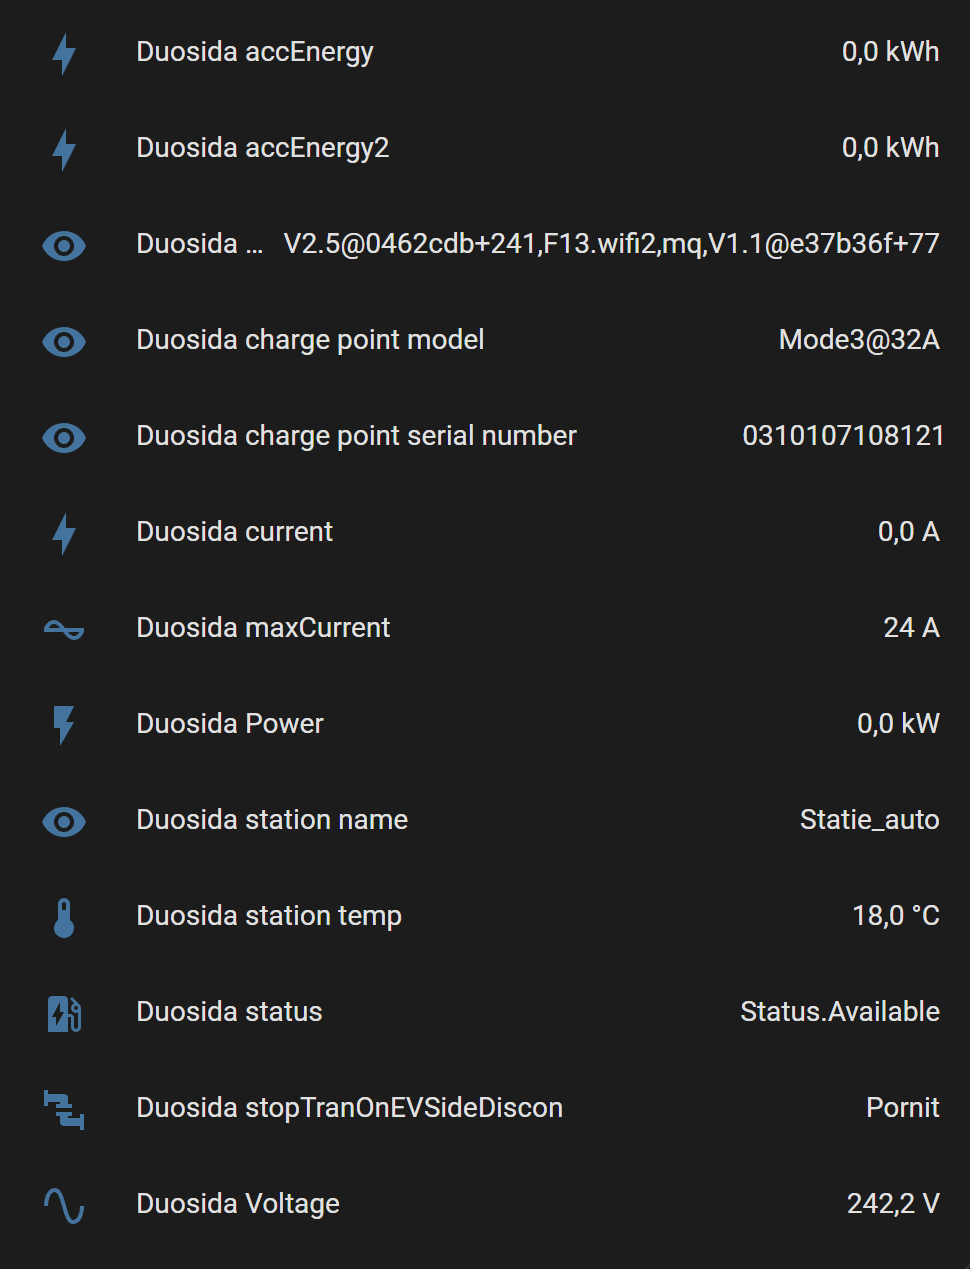 Duosida accEnergy 0,0 kWh
Duosida accEnergy2 0,0 kWh
Duosida ... V2.5@0462cdb+241,F13.wifi2,mq,V1.1@e37b36f+77
Duosida charge point model Mode3@32A
Duosida charge point serial number 0310107108121
Duosida current 0,0 A
Duosida maxCurrent 24 A
Duosida Power 0,0 kW
Duosida station name Statie_auto
Duosida station temp 18,0 °C
Duosida status Status.Available
Duosida stopTranOnEVSideDiscon Pornit
Duosida Voltage 242,2 V